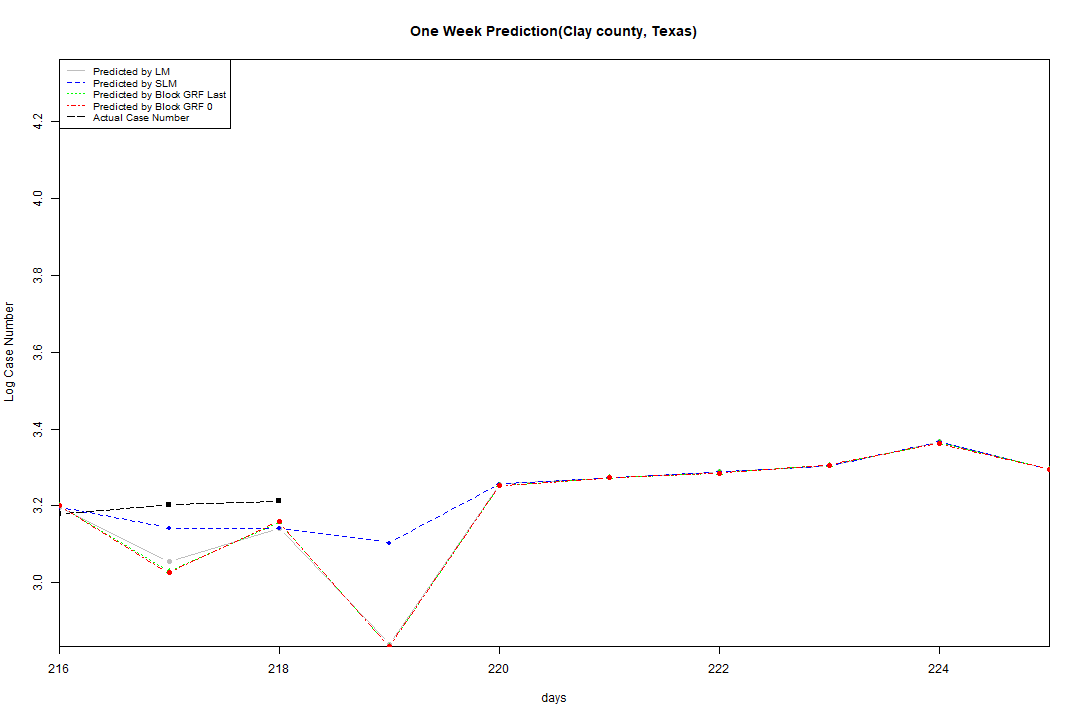 One Week Prediction(Clay county, Texas)
Predicted by LM
Predicted by SLM
Predicted by Block GRF Last
Predicted by Block GRF 0
Actual Case Number
4.2
4.0
3.8
3.6
3.4
3.2
3.0
Log Case Number
216 218 220 222 224
days